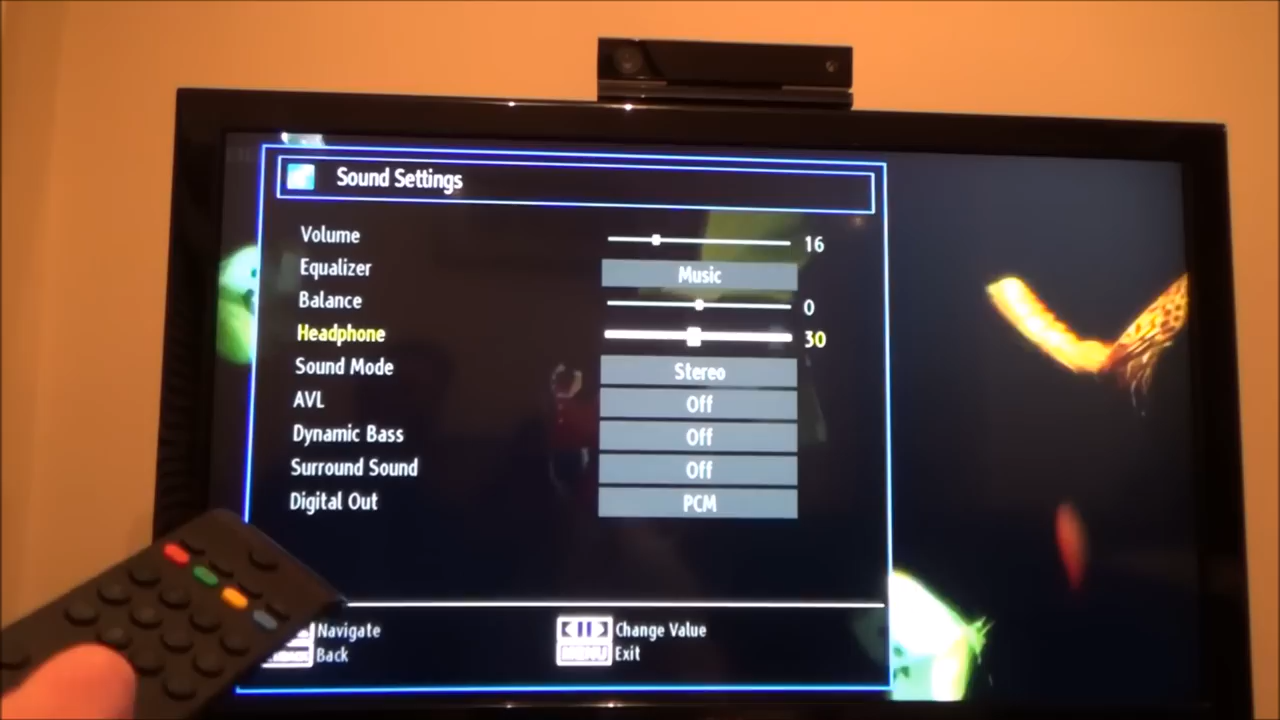 Sound Settings
Volume 16
Equalizer Music
Balance 0
Headphone 30
Sound Mode Stereo
AVL Off
Dynamic Bass Off
Surround Sound Off
Digital Out PCM
Navigate Change Value
Back MENU Exit